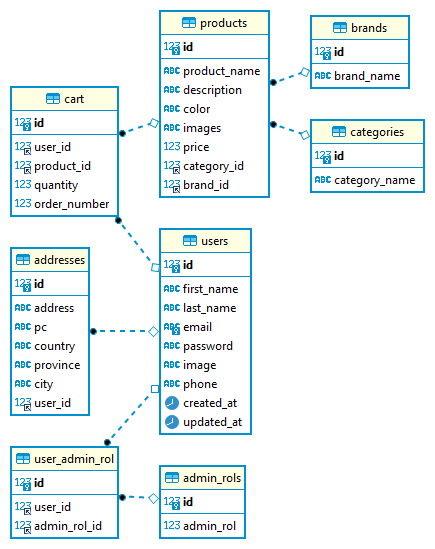 products
123 id
ABC product_name
ABC description
ABC color
ABC images
123 price
123 category_id
123 brand_id
brands
123 id
ABC brand_name
categories
123 id
ABC category_name
cart
123 id
123 user_id
123 product_id
123 quantity
123 order_number
users
123 id
ABC first_name
ABC last_name
ABC email
ABC password
ABC image
ABC phone
created_at
updated_at
addresses
123 id
ABC address
ABC pc
ABC country
ABC province
ABC city
123 user_id
user_admin_rol
123 id
123 user_id
123 admin_rol_id
admin_rols
123 id
123 admin_rol